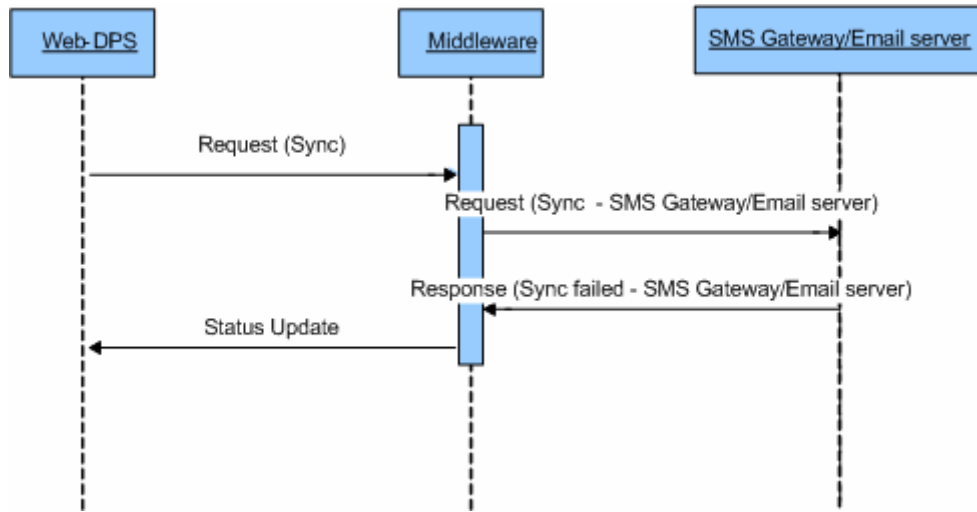 Web-DPS
Middleware
SMS Gateway/Email server
Request (Sync)
Request (Sync - SMS Gateway/Email server)
Response (Sync failed - SMS Gateway/Email server)
Status Update